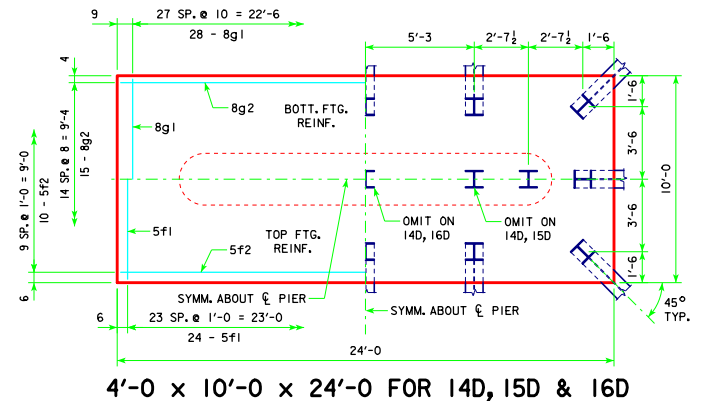 9
27 SP. @ 10 = 22'-6
28 - 8g1
5'-3
2'-7½
2'-7½
1'-6
4
8g2
BOTT. FTG.
REINF.
8g1
14 SP. @ 8 = 9'-4
15 - 8g2
9 SP. @ 1'-0 = 9'-0
10 - 5f2
1'-6
3'-6
10'-0
3'-6
1'-6
OMIT ON
14D, 16D
OMIT ON
14D, 15D
5f1
TOP FTG.
REINF.
5f2
6
SYMM. ABOUT ℄ PIER
SYMM. ABOUT ℄ PIER
45°
TYP.
6
23 SP. @ 1'-0 = 23'-0
24 - 5f1
24'-0
4'-0 x 10'-0 x 24'-0 FOR 14D, 15D & 16D